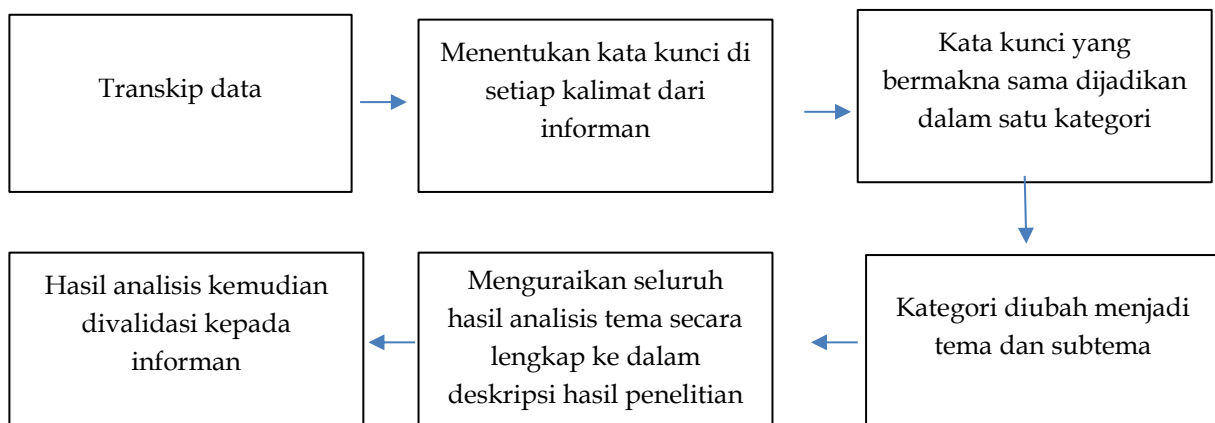 Transkip data
Menentukan kata kunci di
setiap kalimat dari
informan
Kata kunci yang
bermakna sama dijadikan
dalam satu kategori
Kategori diubah menjadi
tema dan subtema
Menguraikan seluruh
hasil analisis tema secara
lengkap ke dalam
deskripsi hasil penelitian
Hasil analisis kemudian
divalidasi kepada
informan